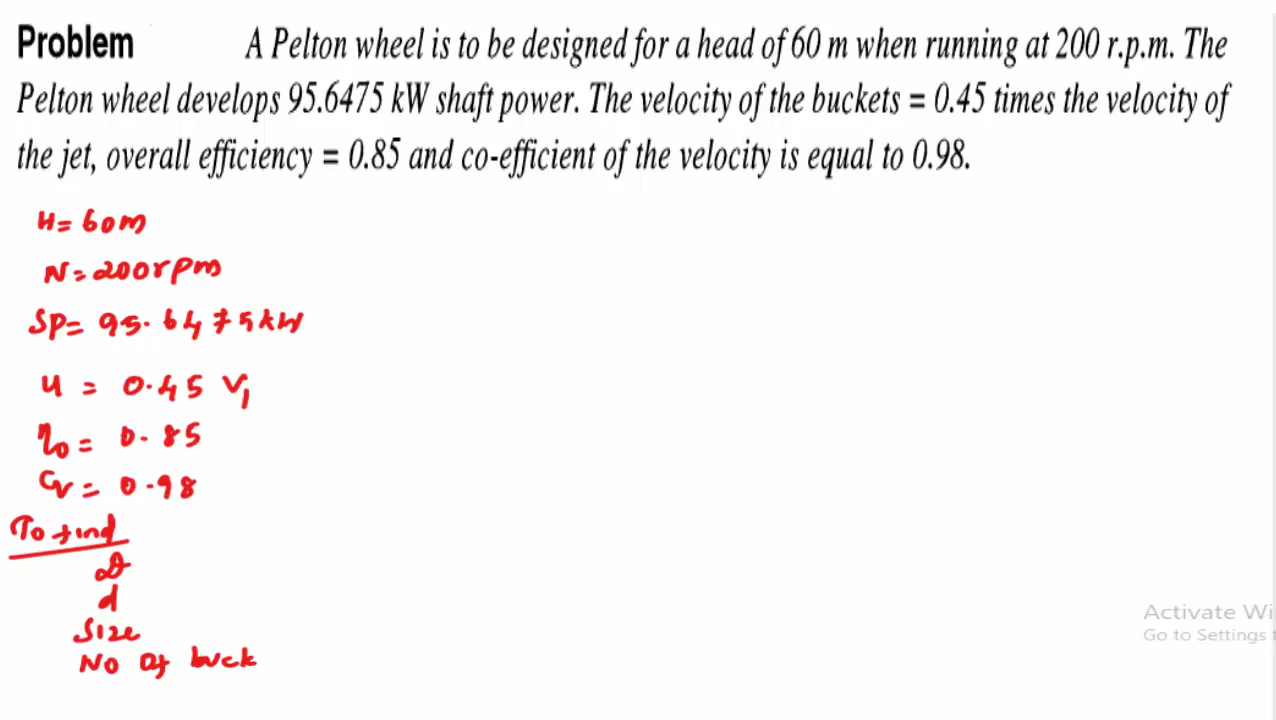 Problem A Pelton wheel is to be designed for a head of 60 m when running at 200 r.p.m. The
Pelton wheel develops 95.6475 kW shaft power. The velocity of the buckets = 0.45 times the velocity of
the jet, overall efficiency = 0.85 and co-efficient of the velocity is equal to 0.98.
H= 60m
N=200rpm
SP= 95.6475kW
u = 0.45 V₁
η₀ = 0.85
Cv = 0.98
To find
D
d
Size
No of buck
Activate Wi
Go to Settings t